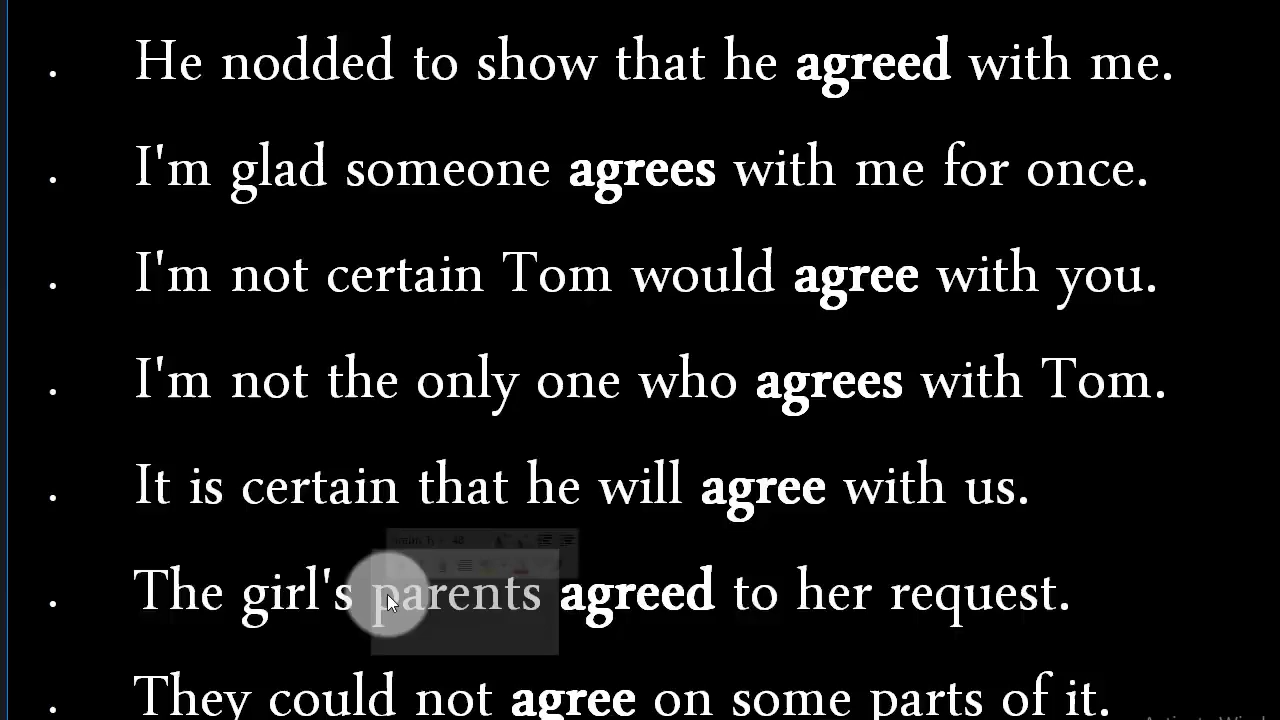 . He nodded to show that he agreed with me.
. I'm glad someone agrees with me for once.
. I'm not certain Tom would agree with you.
. I'm not the only one who agrees with Tom.
. It is certain that he will agree with us.
. The girl's parents agreed to her request.
. They could not agree on some parts of it.